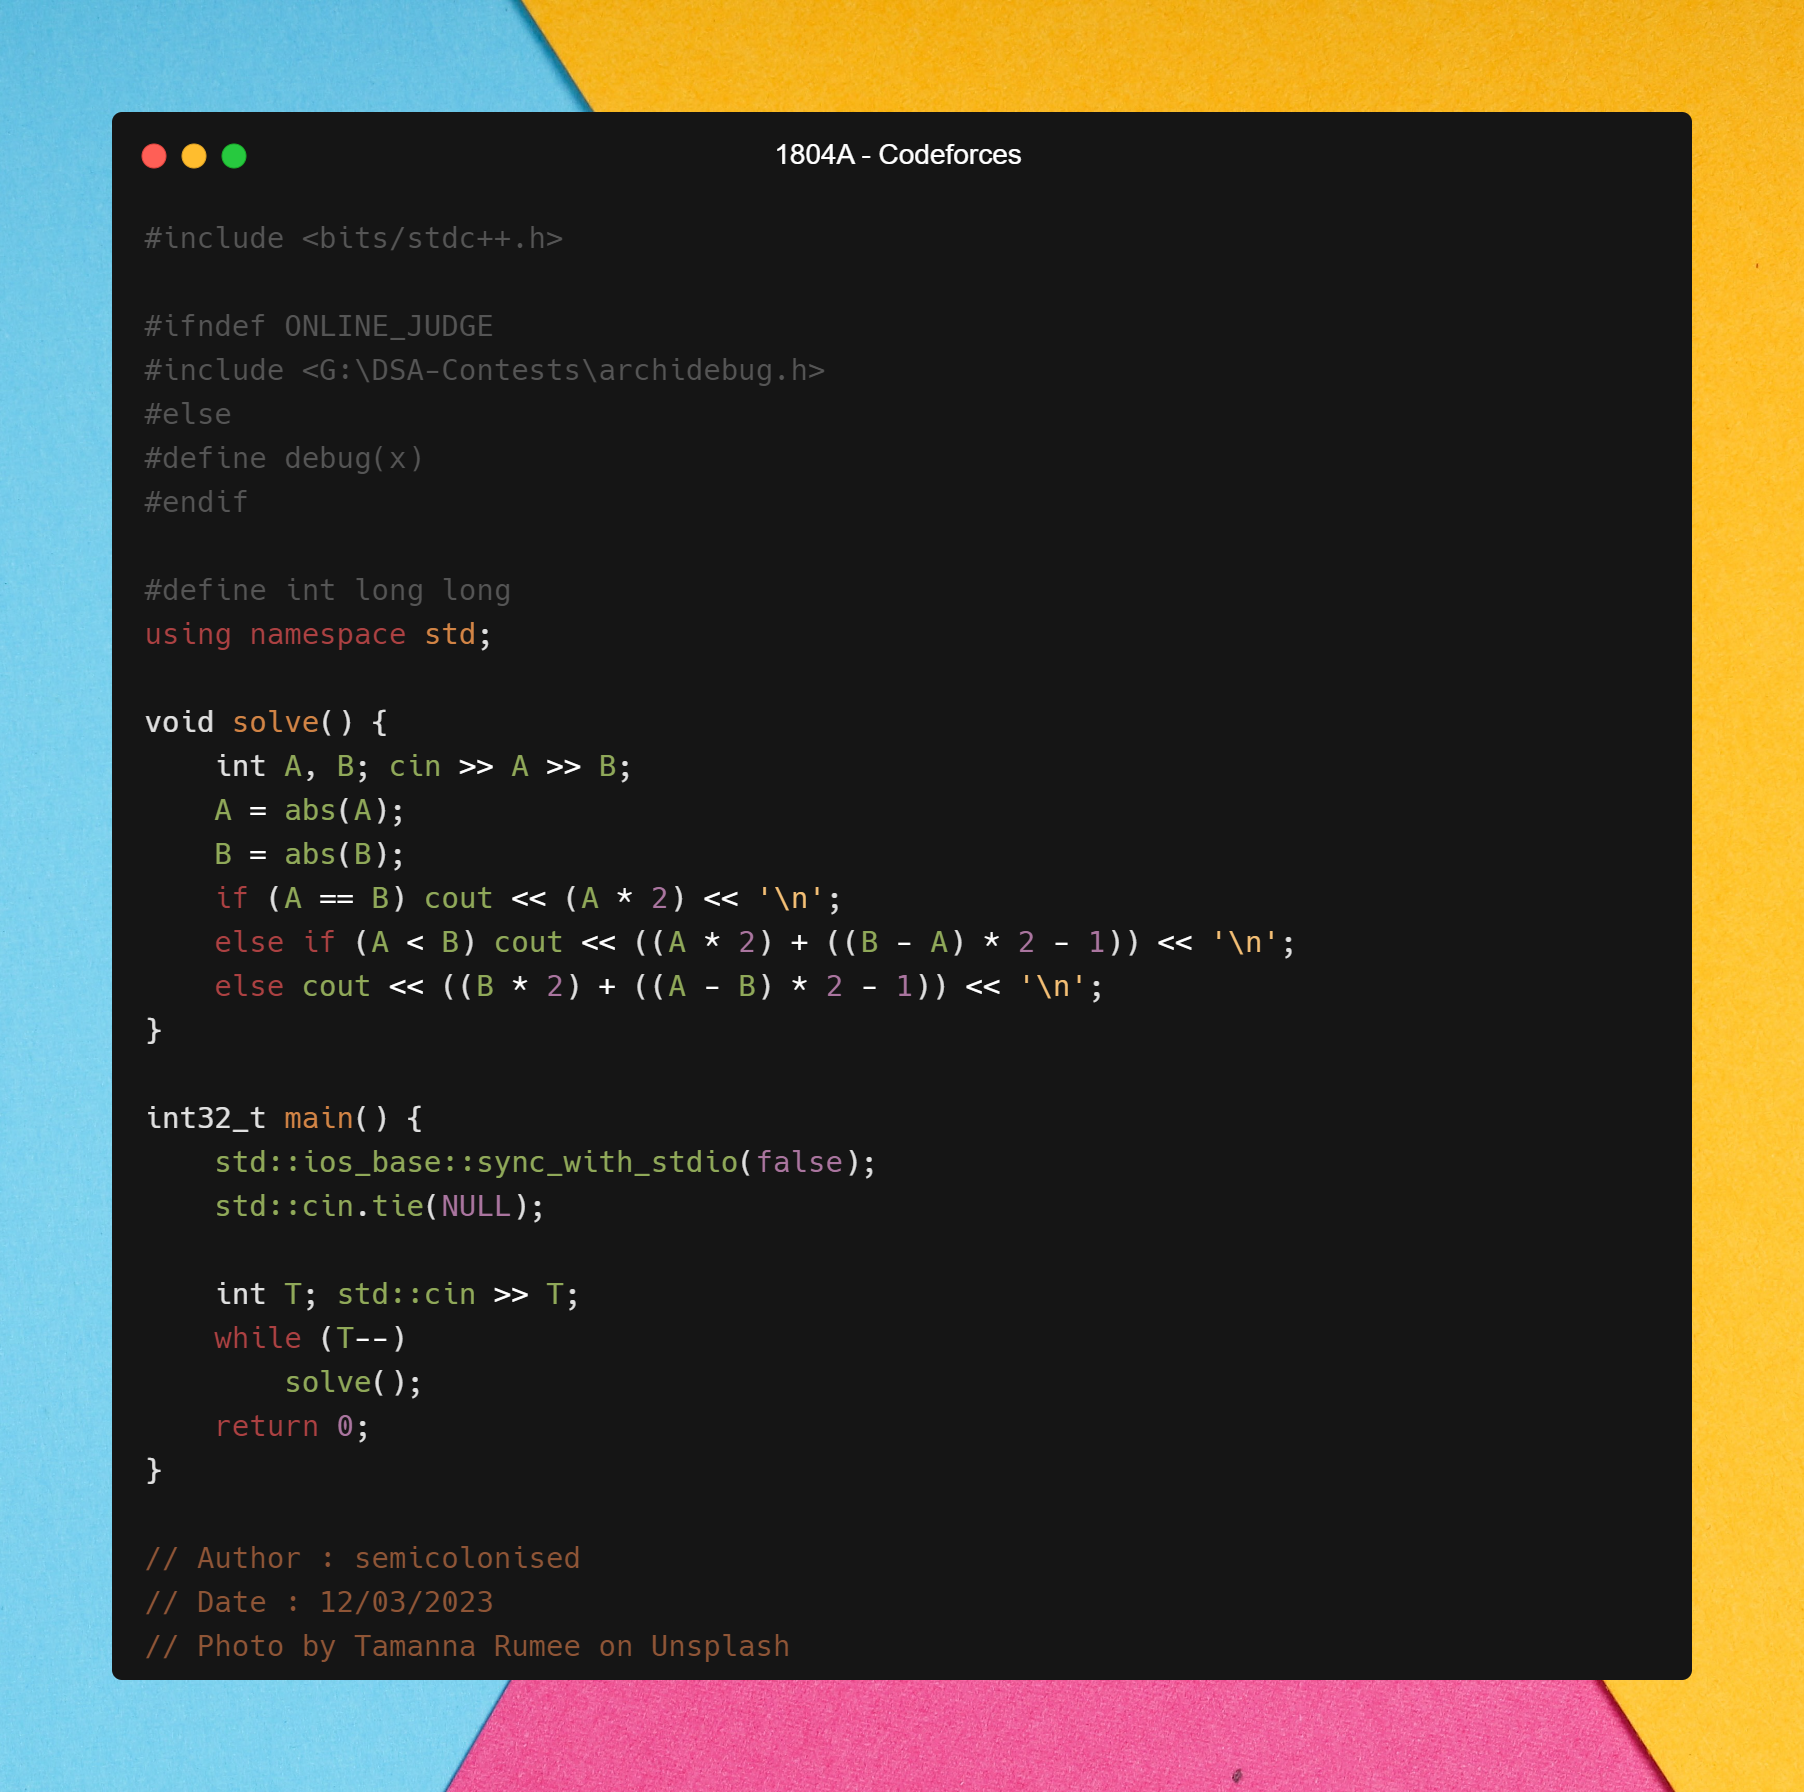 1804A - Codeforces
#include <bits/stdc++.h>
#ifndef ONLINE_JUDGE
#include <G:\DSA-Contests\archidebug.h>
#else
#define debug(x)
#endif
#define int long long
using namespace std;
void solve() {
    int A, B; cin >> A >> B;
    A = abs(A);
    B = abs(B);
    if (A == B) cout << (A * 2) << '\n';
    else if (A < B) cout << ((A * 2) + ((B - A) * 2 - 1)) << '\n';
    else cout << ((B * 2) + ((A - B) * 2 - 1)) << '\n';
}
int32_t main() {
    std::ios_base::sync_with_stdio(false);
    std::cin.tie(NULL);
    int T; std::cin >> T;
    while (T--)
        solve();
    return 0;
}
// Author : semicolonised
// Date : 12/03/2023
// Photo by Tamanna Rumee on Unsplash